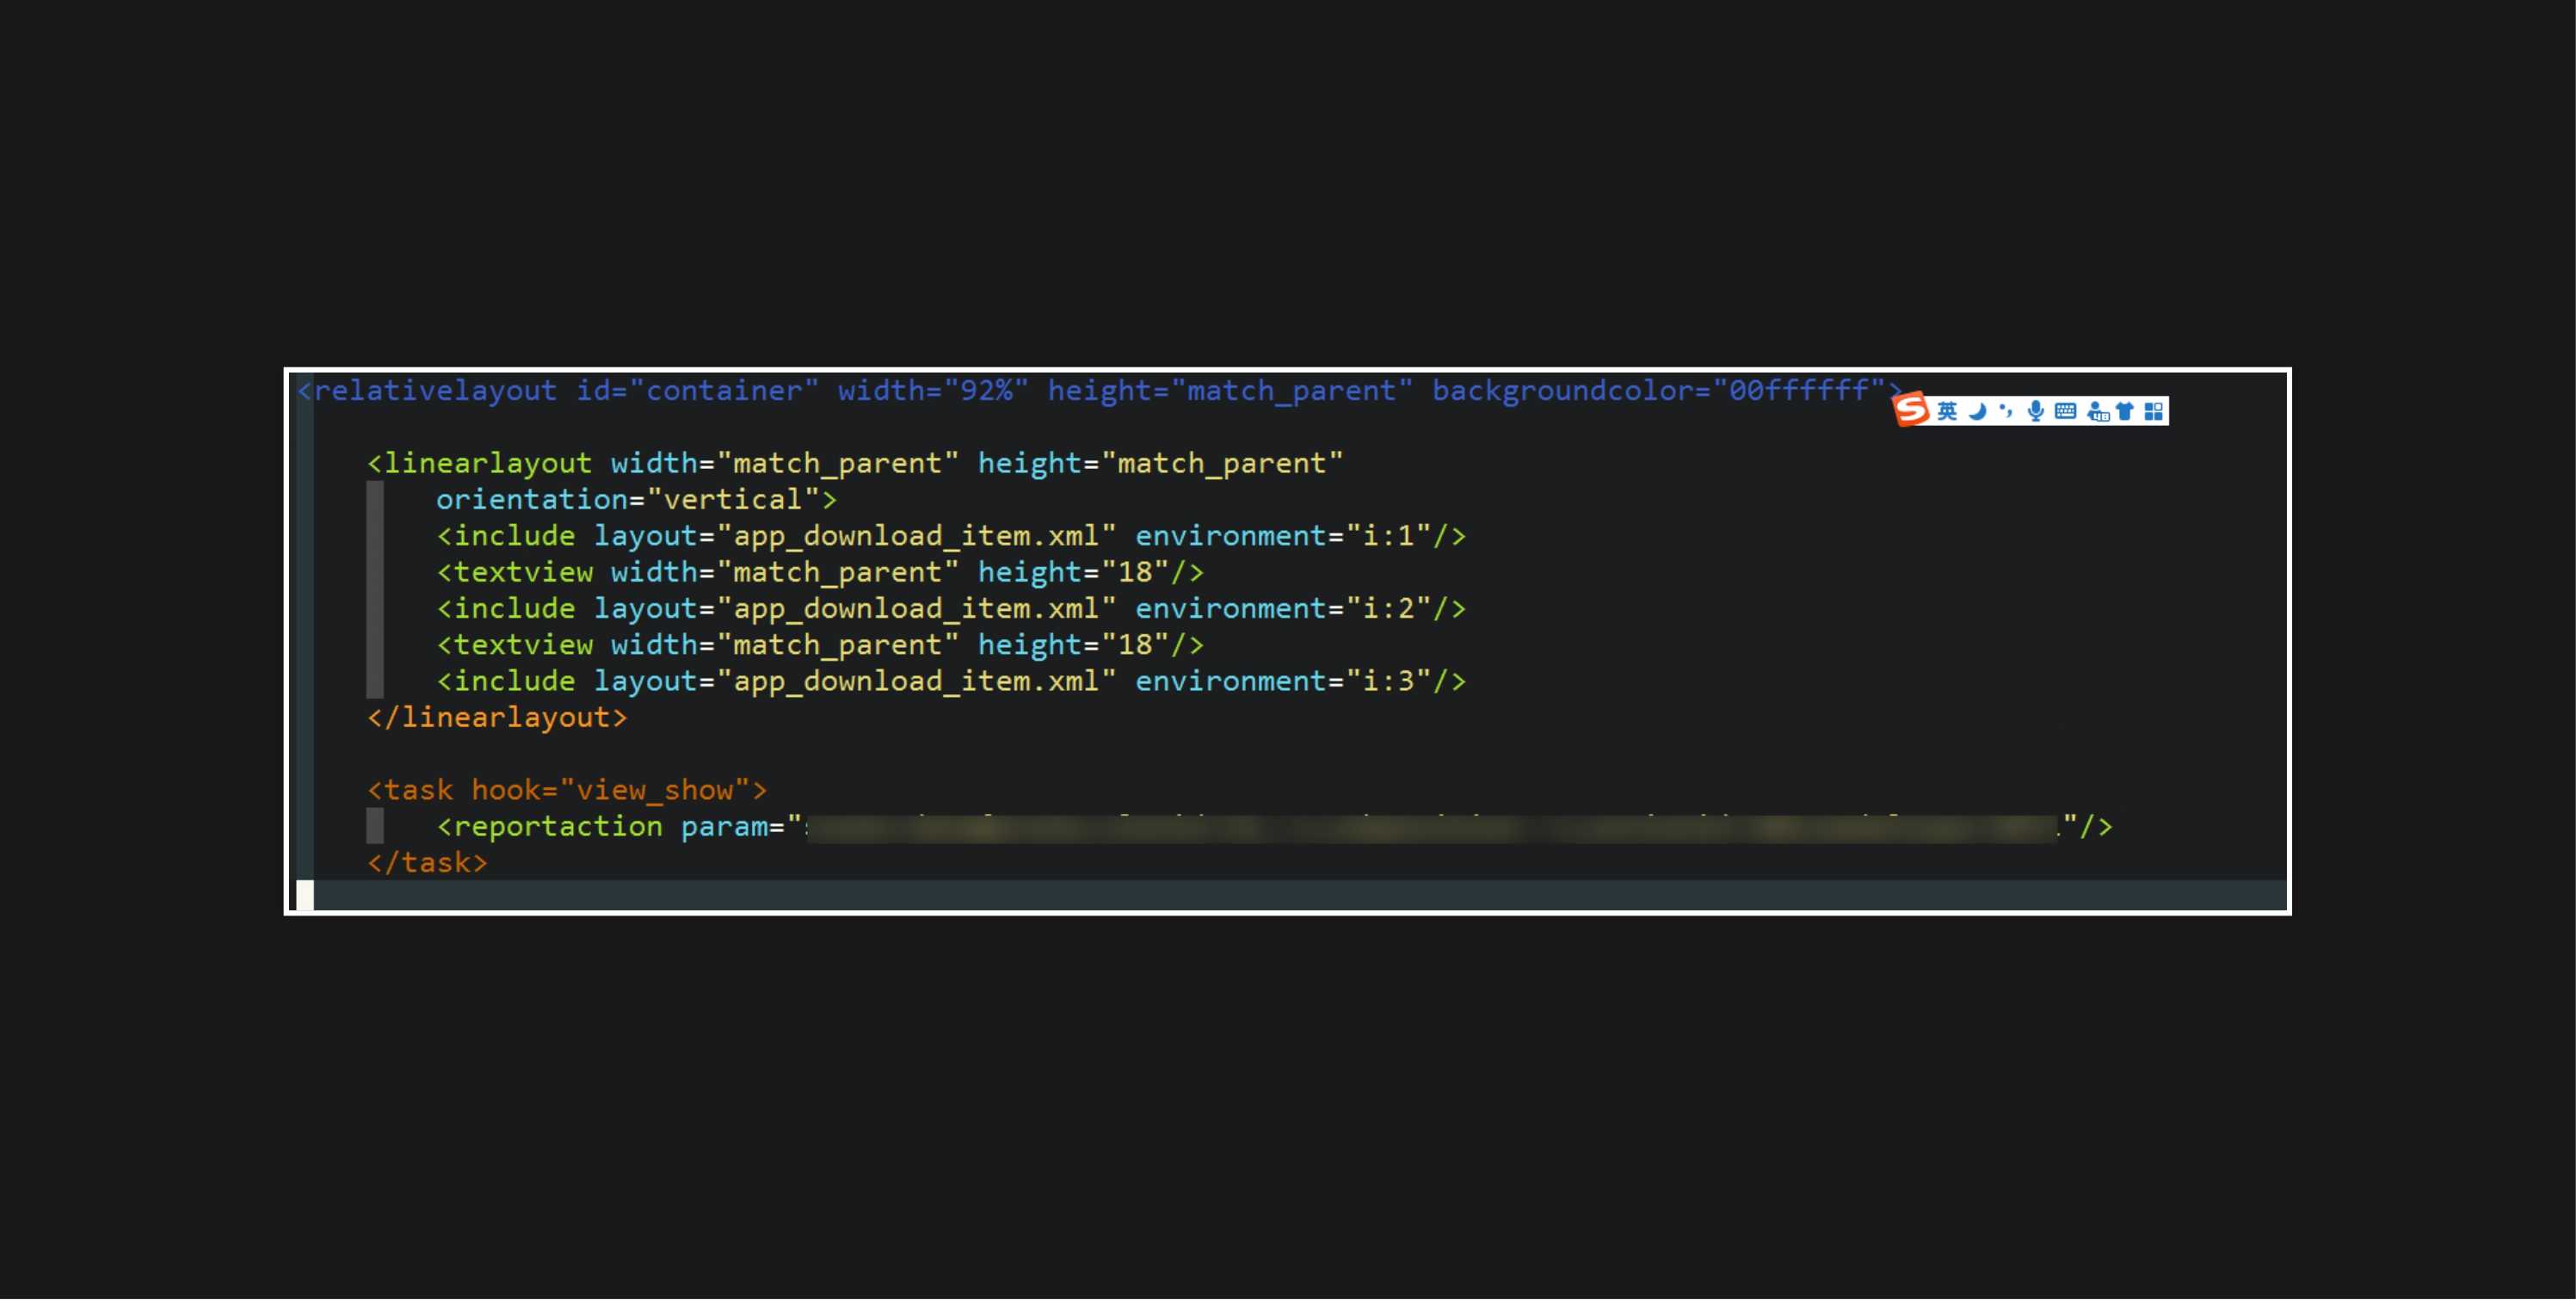 <relativelayout id="container" width="92%" height="match_parent" backgroundcolor="00ffffff">
S 英
<linearlayout width="match_parent" height="match_parent"
orientation="vertical">
<include layout="app_download_item.xml" environment="i:1"/>
<textview width="match_parent" height="18"/>
<include layout="app_download_item.xml" environment="i:2"/>
<textview width="match_parent" height="18"/>
<include layout="app_download_item.xml" environment="i:3"/>
</linearlayout>
<task hook="view_show">
<reportaction param=" "/>
</task>